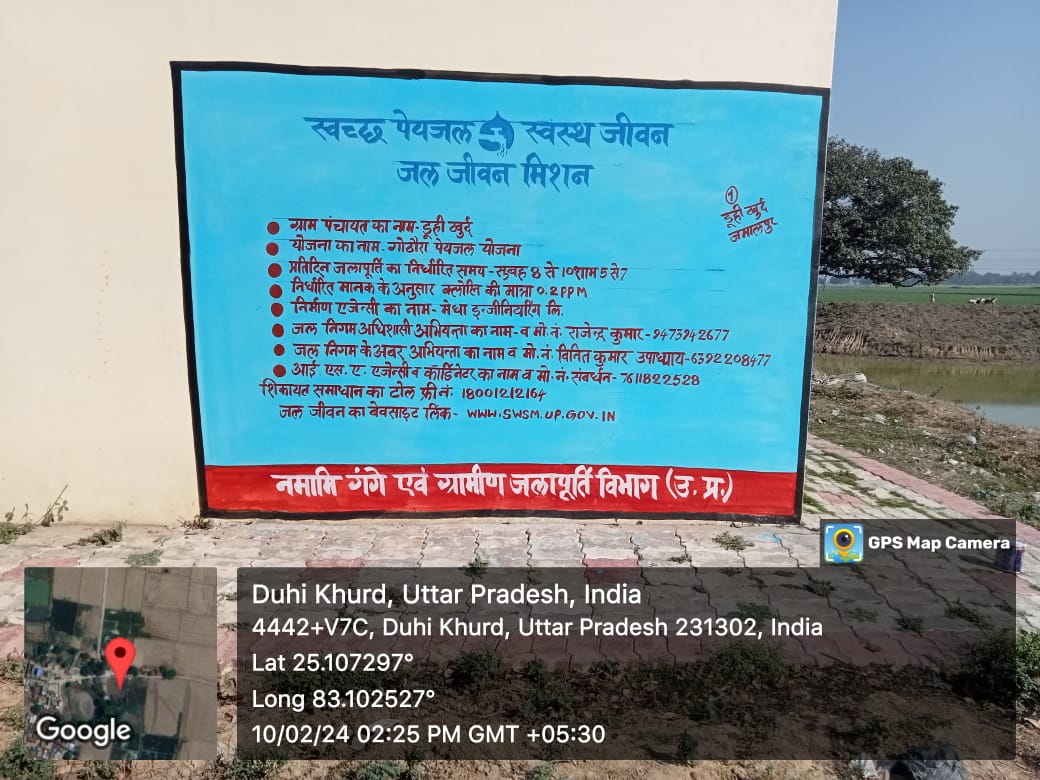 स्वच्छ पेयजल स्वस्थ जीवन
जल जीवन मिशन
१
डूही खुर्द
जमालपुर
ग्राम पंचायत का नाम- डूही खुर्द
योजना का नाम- गोठौरा पेयजल योजना
प्रतिदिन जलापूर्ति का निर्धारित समय - सुबह 8 से 10 शाम 5 से 7
निर्धारित मानक के अनुसार क्लोलि की मात्रा 0.2 PPM
निर्माण एजेन्सी का नाम- मेधा इन्जीनियरिंग लि.
जल निगम अधिशासी अभियन्ता का नाम- व मो.नं. राजेन्द्र कुमार- 9473942677
जल निगम के अवर अभियन्ता का नाम व मो.नं. विनित कुमार उपाध्याय- 6392208477
आई एस. ए. एजेन्सी व कार्डिनेटर का नाम व मो.नं. संवर्धन- 7611822528
शिकायत समाधान का टोल फ्री नं: 18001212164
जल जीवन का बेवसाइट लिंक- WWW.SWSM.UP.GOV.IN
नमामि गंगे एवं ग्रामीण जलापूर्ति विभाग (उ. प्र.)
GPS Map Camera
Duhi Khurd, Uttar Pradesh, India
4442+V7C, Duhi Khurd, Uttar Pradesh 231302, India
Lat 25.107297°
Long 83.102527°
10/02/24 02:25 PM GMT +05:30
Google